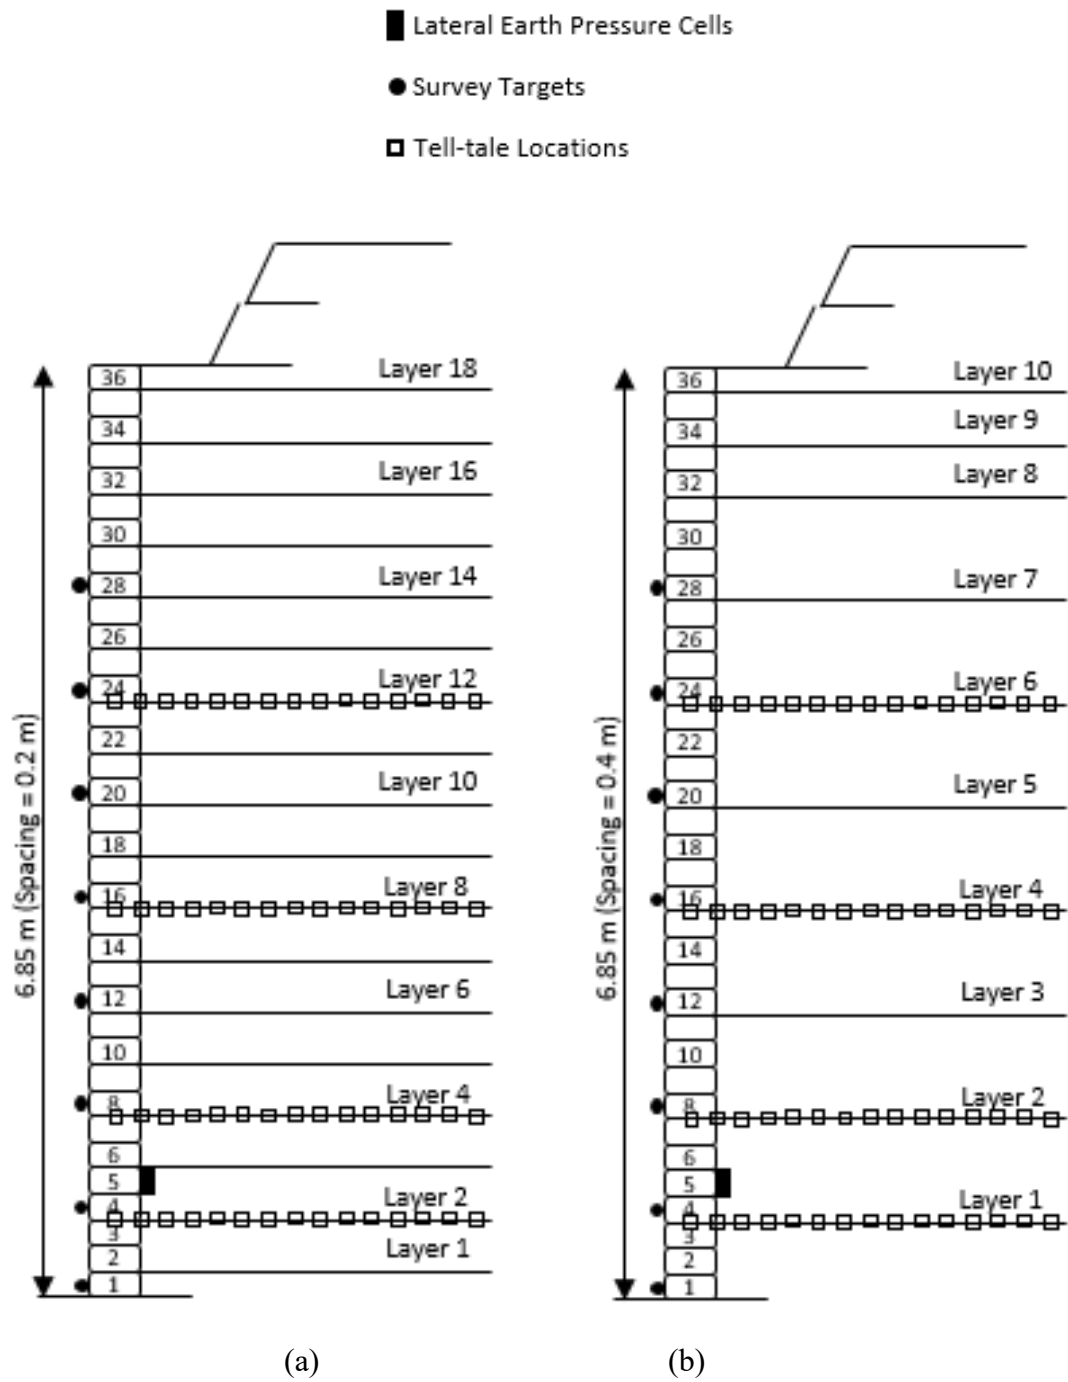 Lateral Earth Pressure Cells
Survey Targets
Tell-tale Locations
6.85 m (Spacing = 0.2 m)
36
Layer 18
34
32
Layer 16
30
28
Layer 14
26
24
Layer 12
22
20
Layer 10
18
16
Layer 8
14
12
Layer 6
10
8
Layer 4
6
5
4
Layer 2
3
2
Layer 1
1
(a)
6.85 m (Spacing = 0.4 m)
36
Layer 10
34
Layer 9
32
Layer 8
30
28
Layer 7
26
24
Layer 6
22
20
Layer 5
18
16
Layer 4
14
12
Layer 3
10
8
Layer 2
6
5
4
Layer 1
3
2
1
(b)